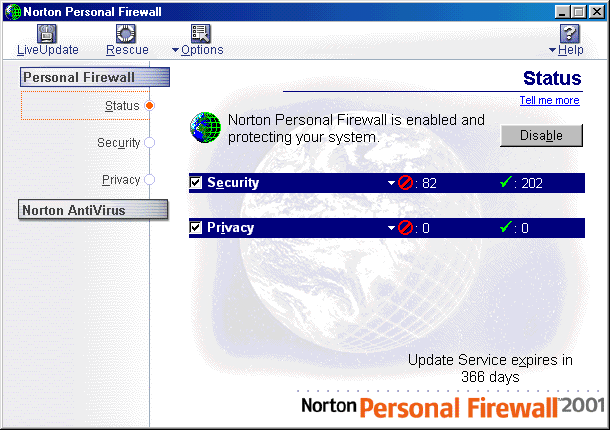 Norton Personal Firewall
LiveUpdate Rescue Options Help
Personal Firewall
Status
Security
Privacy
Norton AntiVirus
Status
Tell me more
Norton Personal Firewall is enabled and
protecting your system.
Disable
Security : 82 : 202
Privacy : 0 : 0
Update Service expires in
366 days
Norton Personal Firewall™ 2001